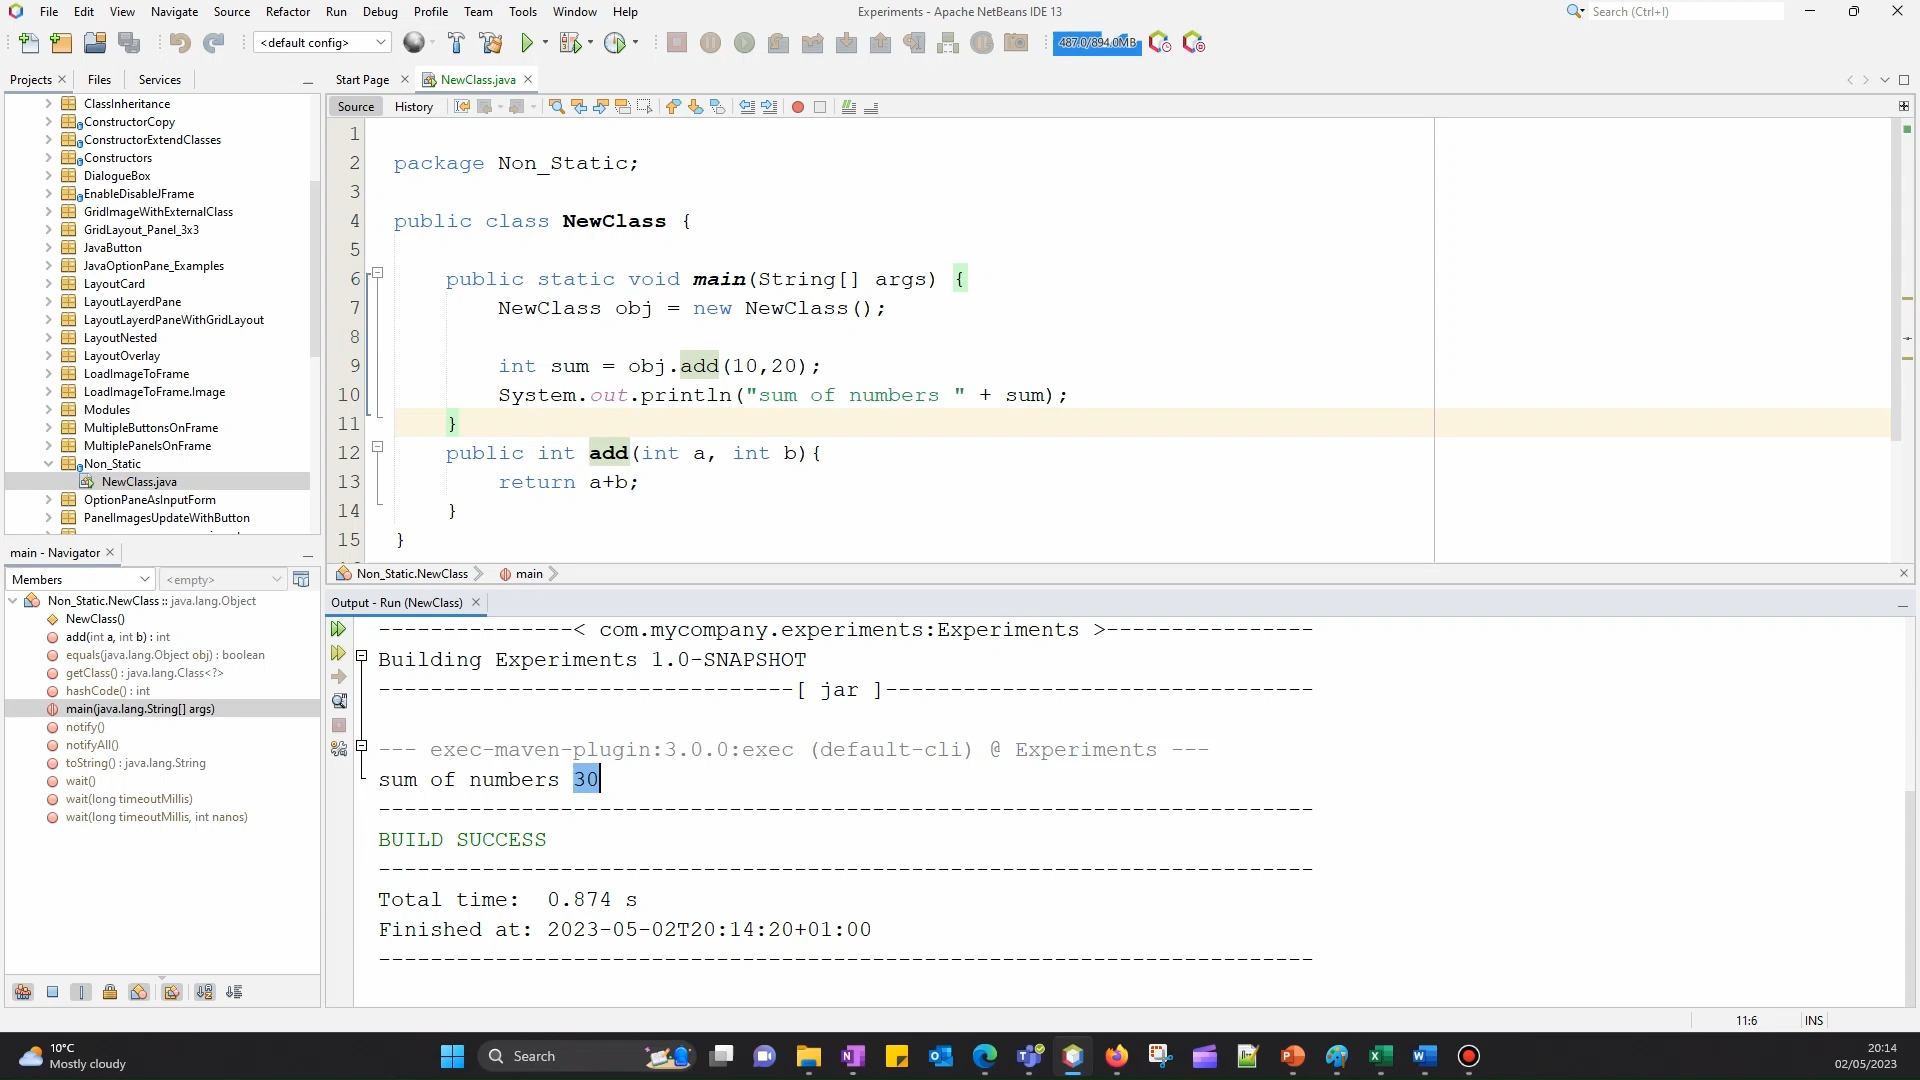 File Edit View Navigate Source Refactor Run Debug Profile Team Tools Window Help
Experiments - Apache NetBeans IDE 13
Search (Ctrl+I)
<default config>
487.0/894.0MB
Projects Files Services
Start Page NewClass.java
ClassInheritance
ConstructorCopy
ConstructorExtendClasses
Constructors
DialogueBox
EnableDisableJFrame
GridImageWithExternalClass
GridLayout_Panel_3x3
JavaButton
JavaOptionPane_Examples
LayoutCard
LayoutLayerdPane
LayoutLayerdPaneWithGridLayout
LayoutNested
LayoutOverlay
LoadImageToFrame
LoadImageToFrame.Image
Modules
MultipleButtonsOnFrame
MultiplePanelsOnFrame
Non_Static
NewClass.java
OptionPaneAsInputForm
PanelImagesUpdateWithButton
Source History
1
2 package Non_Static;
3
4 public class NewClass {
5
6 public static void main(String[] args) {
7 NewClass obj = new NewClass();
8
9 int sum = obj.add(10,20);
10 System.out.println("sum of numbers " + sum);
11 }
12 public int add(int a, int b){
13 return a+b;
14 }
15 }
Non_Static.NewClass main
main - Navigator
Members <empty>
Non_Static.NewClass :: java.lang.Object
NewClass()
add(int a, int b) : int
equals(java.lang.Object obj) : boolean
getClass() : java.lang.Class<?>
hashCode() : int
main(java.lang.String[] args)
notify()
notifyAll()
toString() : java.lang.String
wait()
wait(long timeoutMillis)
wait(long timeoutMillis, int nanos)
Output - Run (NewClass)
---------------< com.mycompany.experiments:Experiments >----------------
Building Experiments 1.0-SNAPSHOT
--------------------------------[ jar ]---------------------------------
--- exec-maven-plugin:3.0.0:exec (default-cli) @ Experiments ---
sum of numbers 30
------------------------------------------------------------------------
BUILD SUCCESS
------------------------------------------------------------------------
Total time:  0.874 s
Finished at: 2023-05-02T20:14:20+01:00
------------------------------------------------------------------------
11:6 INS
10°C
Mostly cloudy
Search
20:14
02/05/2023